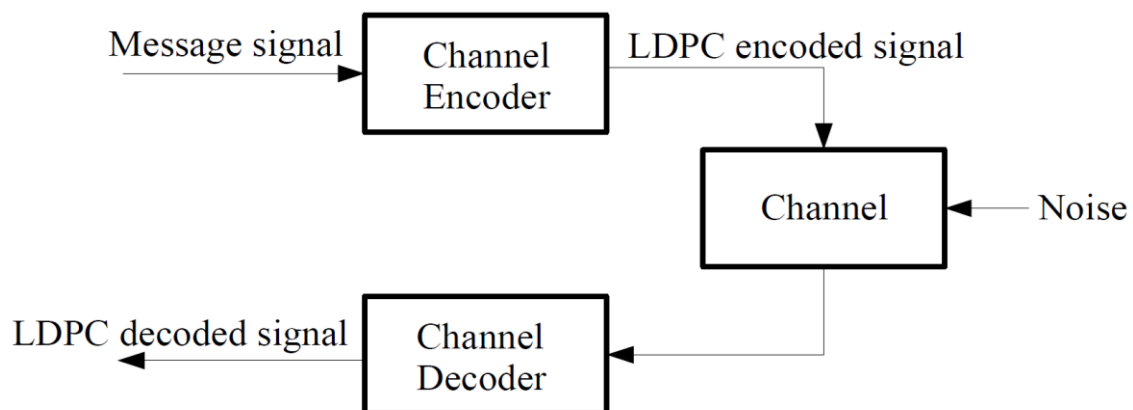 Message signal
Channel
Encoder
LDPC encoded signal
Channel
Noise
LDPC decoded signal
Channel
Decoder